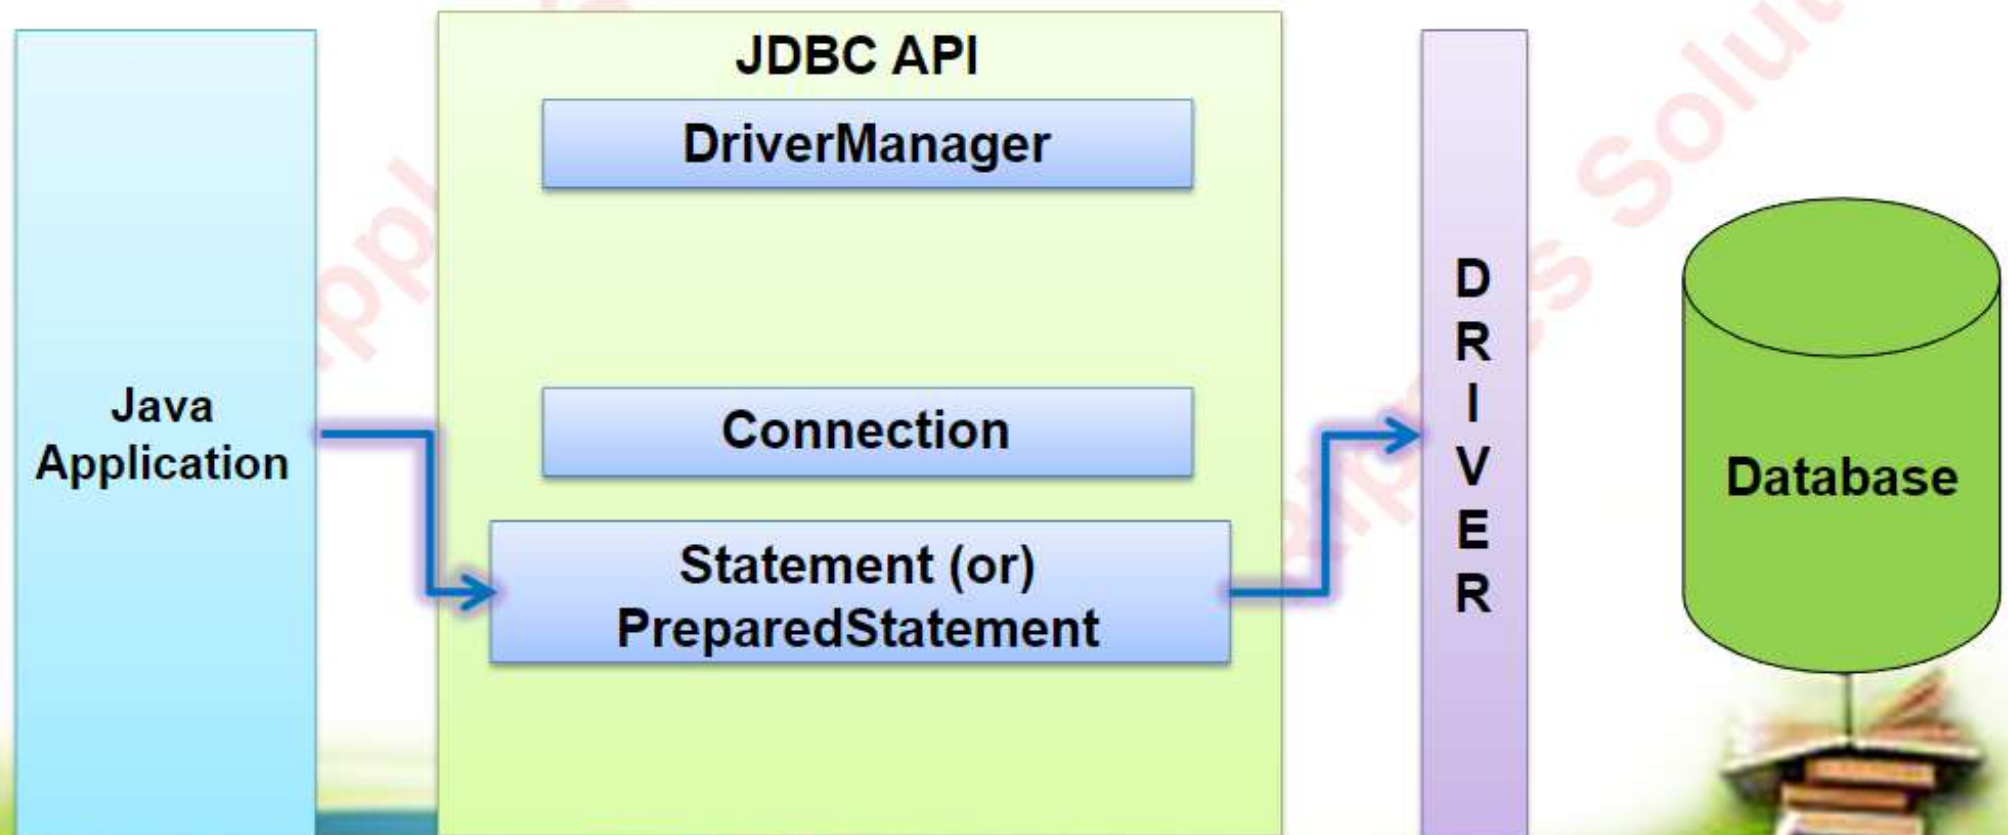 JDBC API
DriverManager
Java
Application
Connection
Statement (or)
PreparedStatement
D
R
I
V
E
R
Database